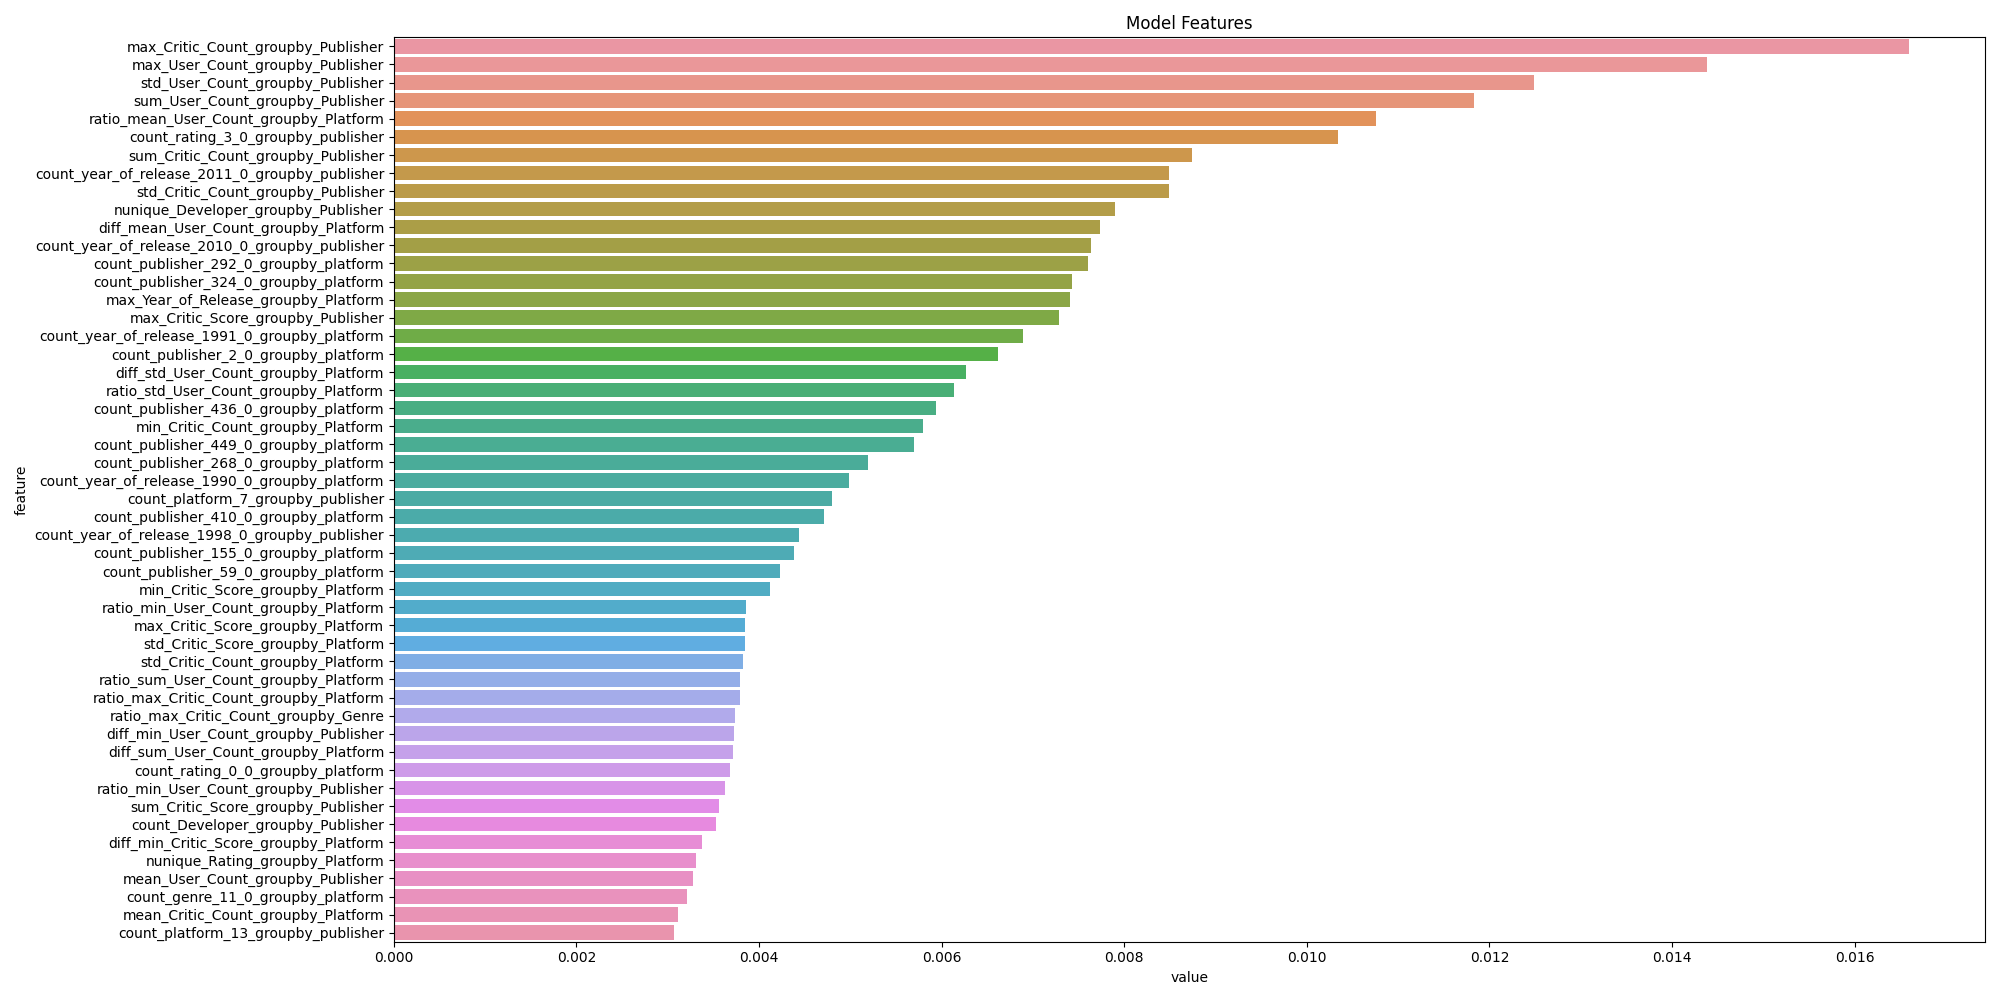 Model Features
max_Critic_Count_groupby_Publisher
max_User_Count_groupby_Publisher
std_User_Count_groupby_Publisher
sum_User_Count_groupby_Publisher
ratio_mean_User_Count_groupby_Platform
count_rating_3_0_groupby_publisher
sum_Critic_Count_groupby_Publisher
count_year_of_release_2011_0_groupby_publisher
std_Critic_Count_groupby_Publisher
nunique_Developer_groupby_Publisher
diff_mean_User_Count_groupby_Platform
count_year_of_release_2010_0_groupby_publisher
count_publisher_292_0_groupby_platform
count_publisher_324_0_groupby_platform
max_Year_of_Release_groupby_Platform
max_Critic_Score_groupby_Publisher
count_year_of_release_1991_0_groupby_platform
count_publisher_2_0_groupby_platform
diff_std_User_Count_groupby_Platform
ratio_std_User_Count_groupby_Platform
count_publisher_436_0_groupby_platform
min_Critic_Count_groupby_Platform
count_publisher_449_0_groupby_platform
count_publisher_268_0_groupby_platform
count_year_of_release_1990_0_groupby_platform
count_platform_7_groupby_publisher
count_publisher_410_0_groupby_platform
count_year_of_release_1998_0_groupby_publisher
count_publisher_155_0_groupby_platform
count_publisher_59_0_groupby_platform
min_Critic_Score_groupby_Platform
ratio_min_User_Count_groupby_Platform
max_Critic_Score_groupby_Platform
std_Critic_Score_groupby_Platform
std_Critic_Count_groupby_Platform
ratio_sum_User_Count_groupby_Platform
ratio_max_Critic_Count_groupby_Platform
ratio_max_Critic_Count_groupby_Genre
diff_min_User_Count_groupby_Publisher
diff_sum_User_Count_groupby_Platform
count_rating_0_0_groupby_platform
ratio_min_User_Count_groupby_Publisher
sum_Critic_Score_groupby_Publisher
count_Developer_groupby_Publisher
diff_min_Critic_Score_groupby_Platform
nunique_Rating_groupby_Platform
mean_User_Count_groupby_Publisher
count_genre_11_0_groupby_platform
mean_Critic_Count_groupby_Platform
count_platform_13_groupby_publisher
feature
0.000 0.002 0.004 0.006 0.008 0.010 0.012 0.014 0.016
value